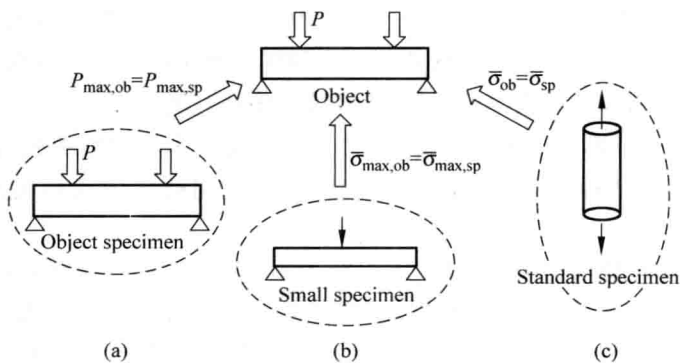 P
P_max,ob=P_max,sp
σ̅_ob=σ̅_sp
Object
P
σ̅_max,ob=σ̅_max,sp
Object specimen
Small specimen
Standard specimen
(a)
(b)
(c)